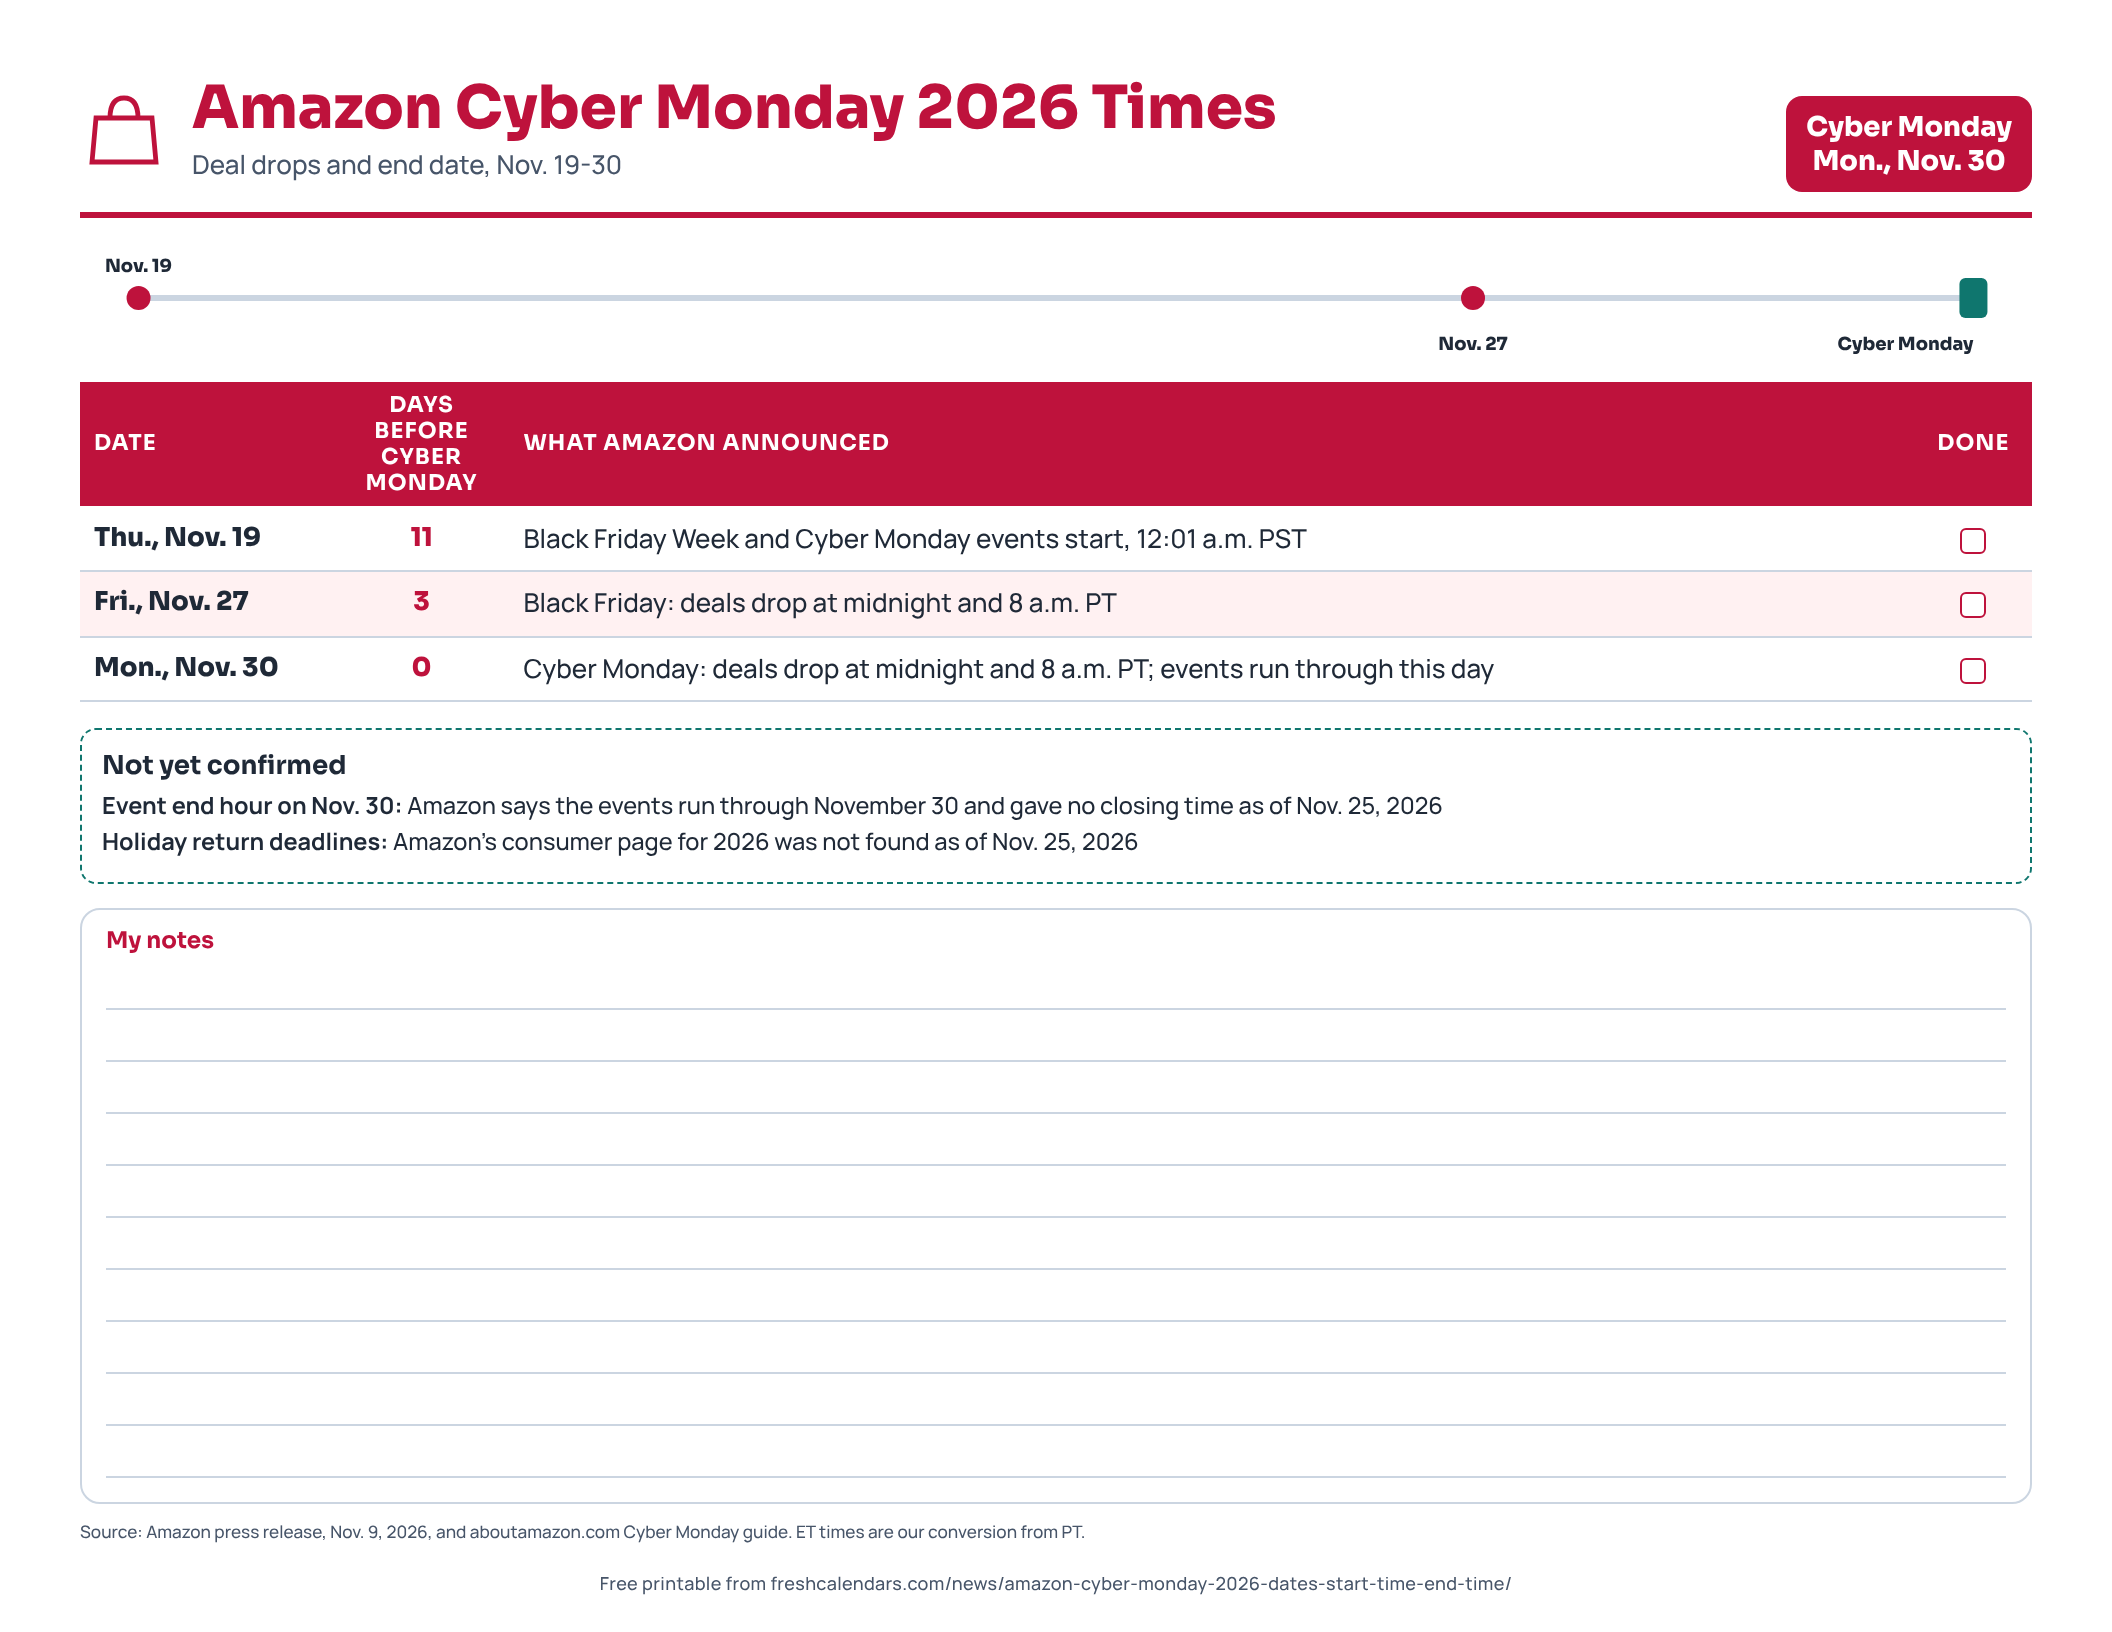 Amazon Cyber Monday 2026 Times
Deal drops and end date, Nov. 19-30
Cyber Monday
Mon., Nov. 30
Nov. 19
Nov. 27
Cyber Monday
DATE
DAYS
BEFORE
CYBER
MONDAY
WHAT AMAZON ANNOUNCED
DONE
Thu., Nov. 19 11 Black Friday Week and Cyber Monday events start, 12:01 a.m. PST
Fri., Nov. 27 3 Black Friday: deals drop at midnight and 8 a.m. PT
Mon., Nov. 30 0 Cyber Monday: deals drop at midnight and 8 a.m. PT; events run through this day
Not yet confirmed
Event end hour on Nov. 30: Amazon says the events run through November 30 and gave no closing time as of Nov. 25, 2026
Holiday return deadlines: Amazon’s consumer page for 2026 was not found as of Nov. 25, 2026
My notes
Source: Amazon press release, Nov. 9, 2026, and aboutamazon.com Cyber Monday guide. ET times are our conversion from PT.
Free printable from freshcalendars.com/news/amazon-cyber-monday-2026-dates-start-time-end-time/